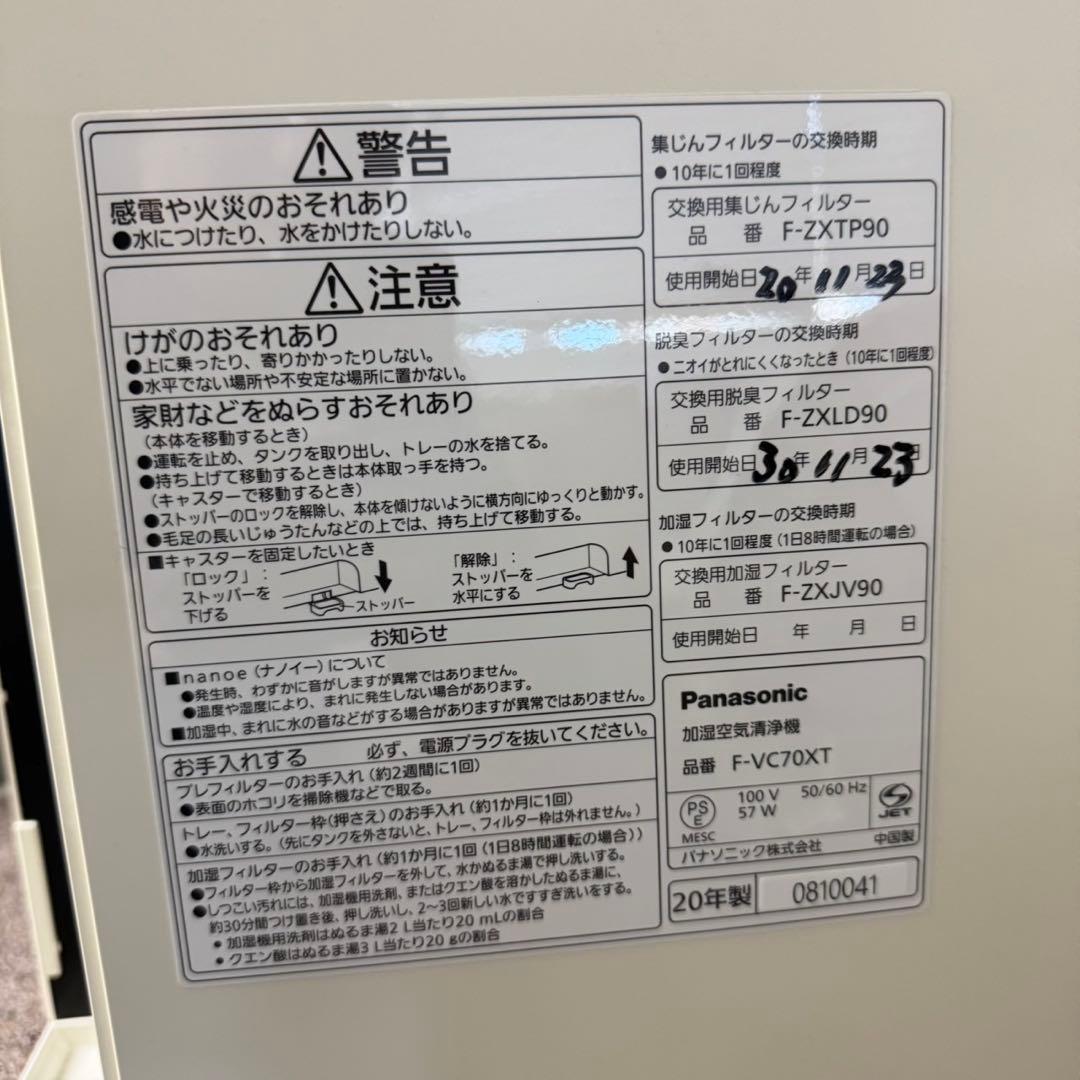 警告
感電や火災のおそれあり
●水につけたり、水をかけたりしない。
注意
けがのおそれあり
●上に乗ったり、寄りかかったりしない。
●水平でない場所や不安定な場所に置かない。
家財などをぬらすおそれあり
(本体を移動するとき)
●運転を止め、タンクを取り出し、トレーの水を捨てる。
●持ち上げて移動するときは本体取っ手を持つ。
(キャスターで移動するとき)
●ストッパーのロックを解除し、本体を傾けないように横方向にゆっくりと動かす。
●毛足の長いじゅうたんなどの上では、持ち上げて移動する。
■キャスターを固定したいとき
「ロック」:
ストッパーを
下げる
ストッパー
「解除」:
ストッパーを
水平にする
お知らせ
■nanoe(ナノイー)について
●発生時、わずかに音がしますが異常ではありません。
●温度や湿度により、まれに発生しない場合があります。
■加湿中、まれに水の音などがする場合がありますが異常ではありません。
お手入れする 必ず、電源プラグを抜いてください。
プレフィルターのお手入れ(約2週間に1回)
●表面のホコリを掃除機などで取る。
トレー、フィルター枠(押さえ)のお手入れ(約1か月に1回)
●水洗いする。(先にタンクを外さないと、トレー、フィルター枠は外れません。)
加湿フィルターのお手入れ(約1か月に1回(1日8時間運転の場合))
●フィルター枠から加湿フィルターを外して、水かぬるま湯で押し洗いする。
●しつこい汚れには、加湿機用洗剤、またはクエン酸を溶かしたぬるま湯に、
約30分間つけ置き後、押し洗いし、2〜3回新しい水ですすぎ洗いをする。
・加湿機用洗剤はぬるま湯2 L当たり20 mLの割合
・クエン酸はぬるま湯3 L当たり20 gの割合
集じんフィルターの交換時期
●10年に1回程度
交換用集じんフィルター
品 番 F-ZXTP90
使用開始日 20年 11月 23日
脱臭フィルターの交換時期
●ニオイがとれにくくなったとき(10年に1回程度)
交換用脱臭フィルター
品 番 F-ZXLD90
使用開始日 30年 11月 23日
加湿フィルターの交換時期
●10年に1回程度(1日8時間運転の場合)
交換用加湿フィルター
品 番 F-ZXJV90
使用開始日 年 月 日
Panasonic
加湿空気清浄機
品番 F-VC70XT
PSE
MESC
100 V 50/60 Hz
57 W
JET
パナソニック株式会社 中国製
20年製 0810041